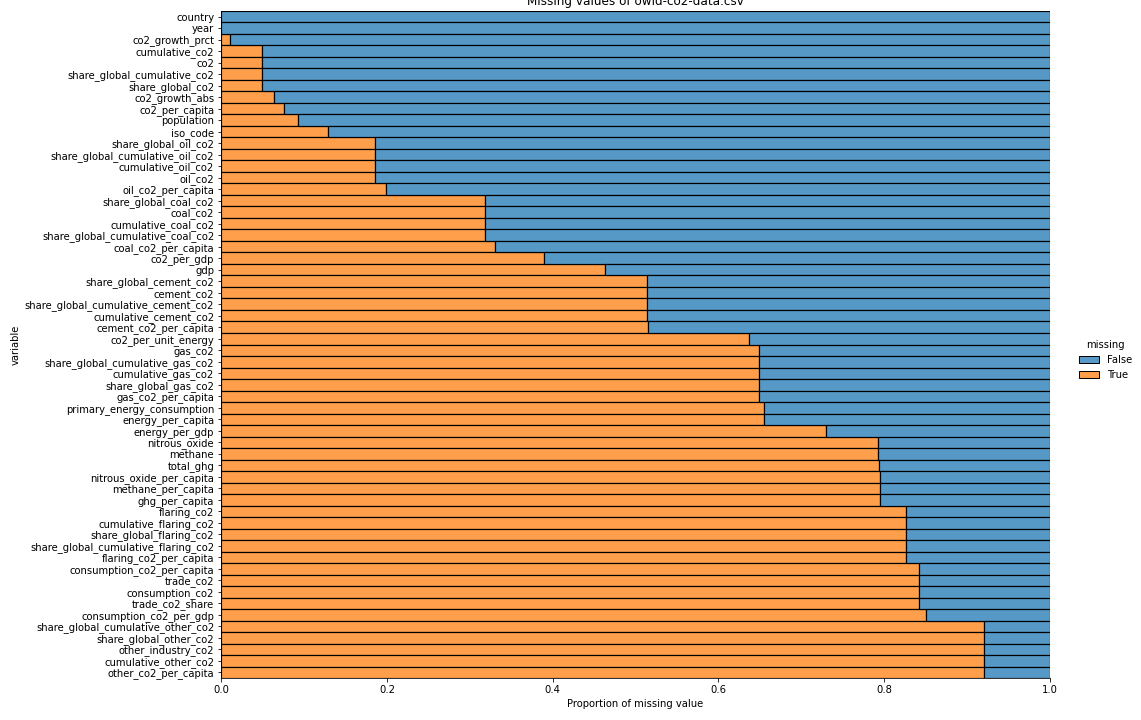 Missing values of owid-co2-data.csv
country
year
co2_growth_prct
cumulative_co2
co2
share_global_cumulative_co2
share_global_co2
co2_growth_abs
co2_per_capita
population
iso_code
share_global_oil_co2
share_global_cumulative_oil_co2
cumulative_oil_co2
oil_co2
oil_co2_per_capita
share_global_coal_co2
coal_co2
cumulative_coal_co2
share_global_cumulative_coal_co2
coal_co2_per_capita
co2_per_gdp
gdp
share_global_cement_co2
cement_co2
share_global_cumulative_cement_co2
cumulative_cement_co2
cement_co2_per_capita
co2_per_unit_energy
gas_co2
share_global_cumulative_gas_co2
cumulative_gas_co2
share_global_gas_co2
gas_co2_per_capita
primary_energy_consumption
energy_per_capita
energy_per_gdp
nitrous_oxide
methane
total_ghg
nitrous_oxide_per_capita
methane_per_capita
ghg_per_capita
flaring_co2
cumulative_flaring_co2
share_global_flaring_co2
share_global_cumulative_flaring_co2
flaring_co2_per_capita
consumption_co2_per_capita
trade_co2
consumption_co2
trade_co2_share
consumption_co2_per_gdp
share_global_cumulative_other_co2
share_global_other_co2
other_industry_co2
cumulative_other_co2
other_co2_per_capita
variable
0.0 0.2 0.4 0.6 0.8 1.0
Proportion of missing value
missing
False
True